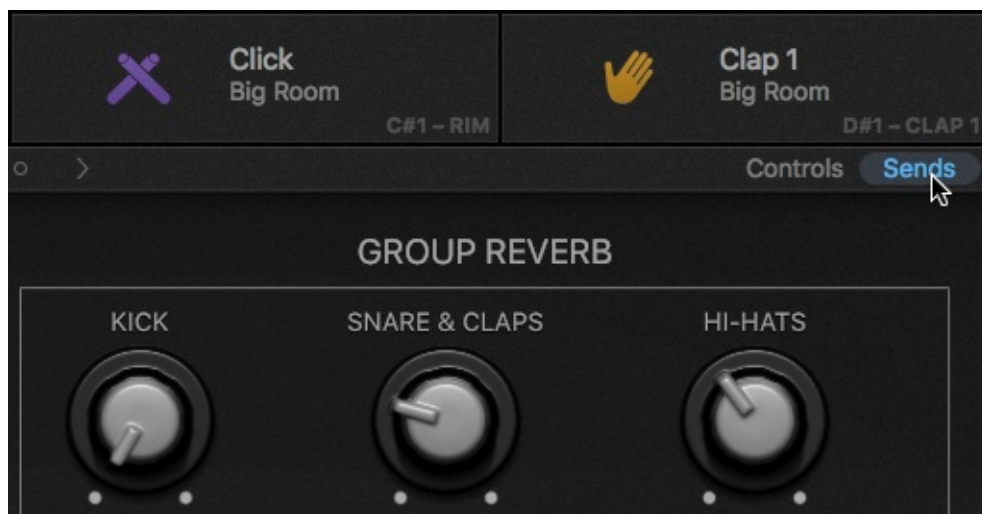 Click
Big Room
C#1 – RIM
Clap 1
Big Room
D#1 – CLAP 1
Controls
Sends
GROUP REVERB
KICK
SNARE & CLAPS
HI-HATS